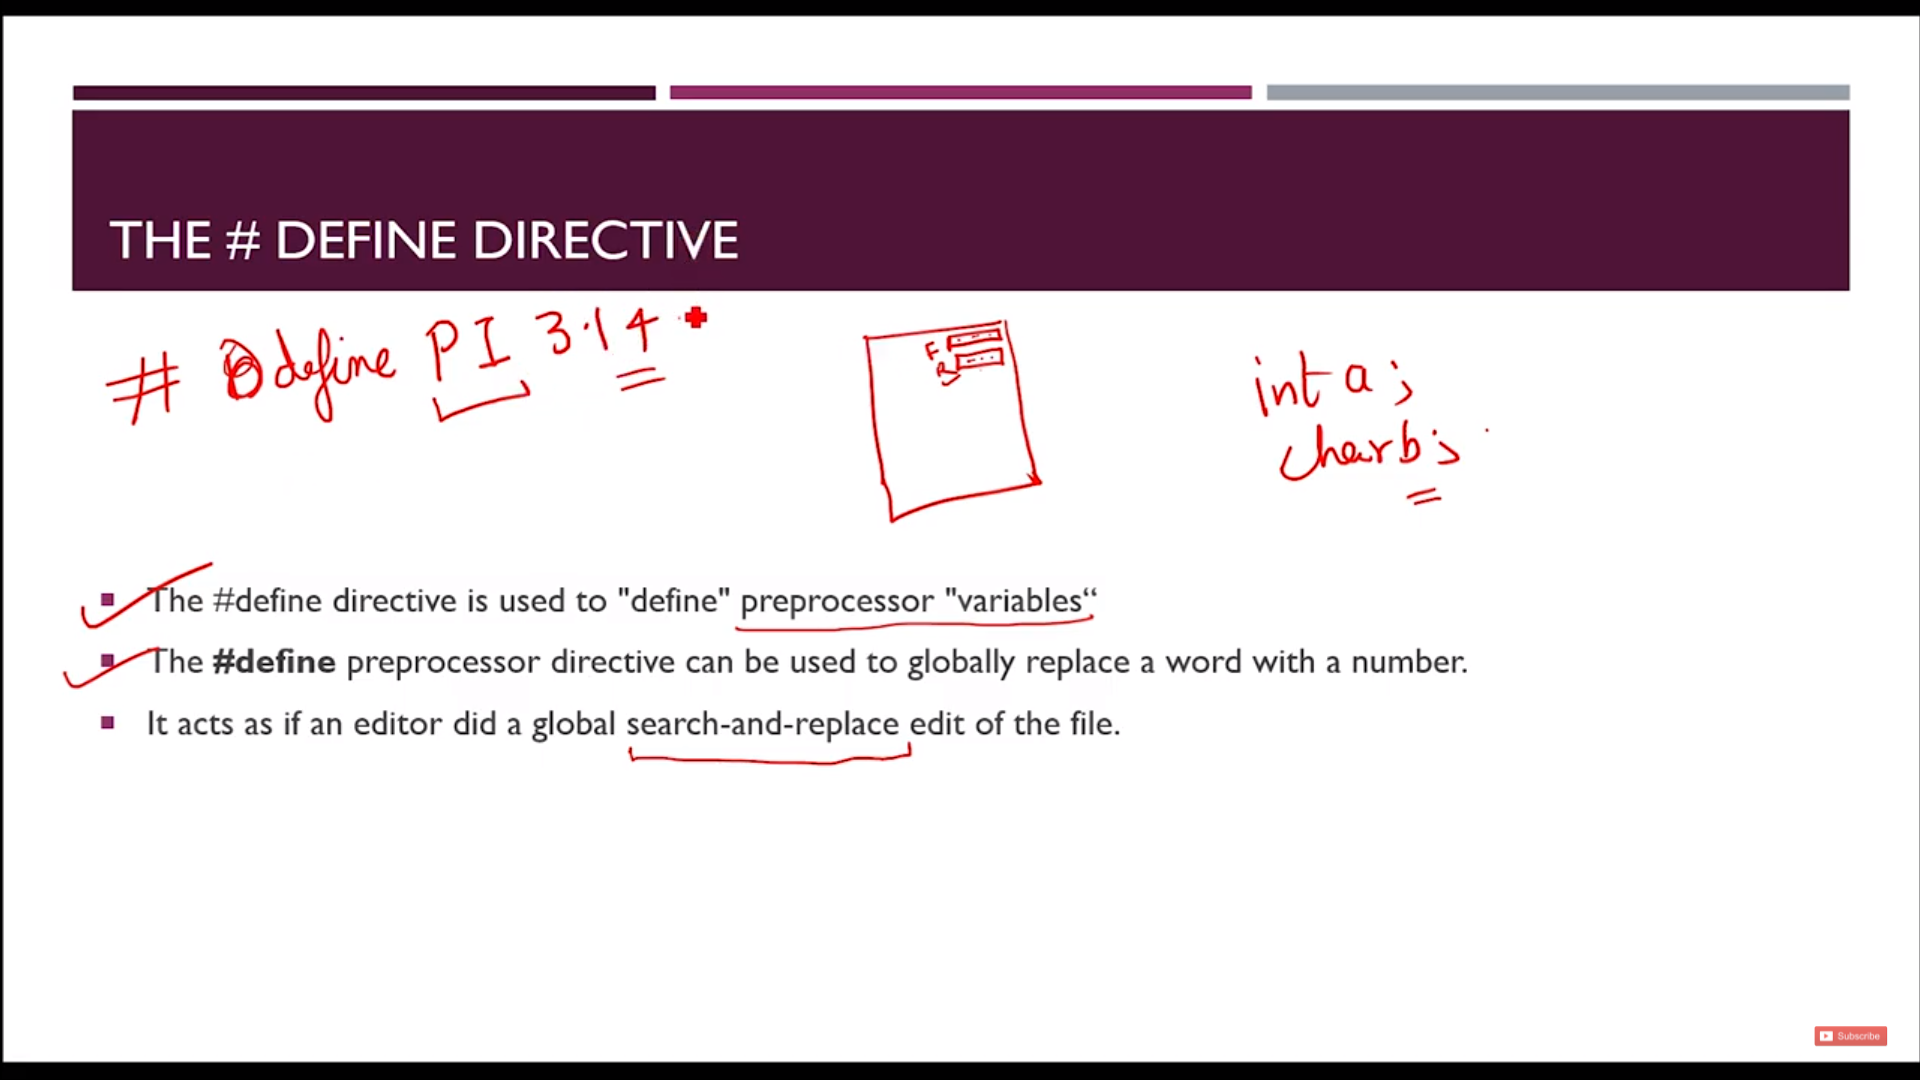 THE # DEFINE DIRECTIVE
# define PI 3.14
F
int a;
char b;
The #define directive is used to "define" preprocessor "variables“
The #define preprocessor directive can be used to globally replace a word with a number.
It acts as if an editor did a global search-and-replace edit of the file.
Subscribe